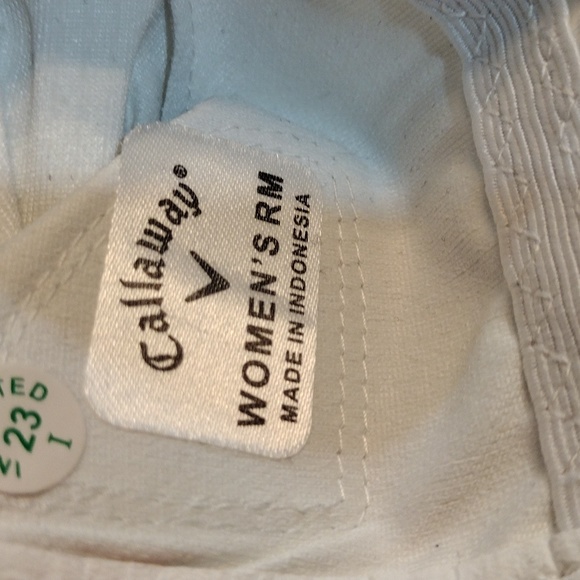 Callaway®
WOMEN'S RM
MADE IN INDONESIA
TED
23
I